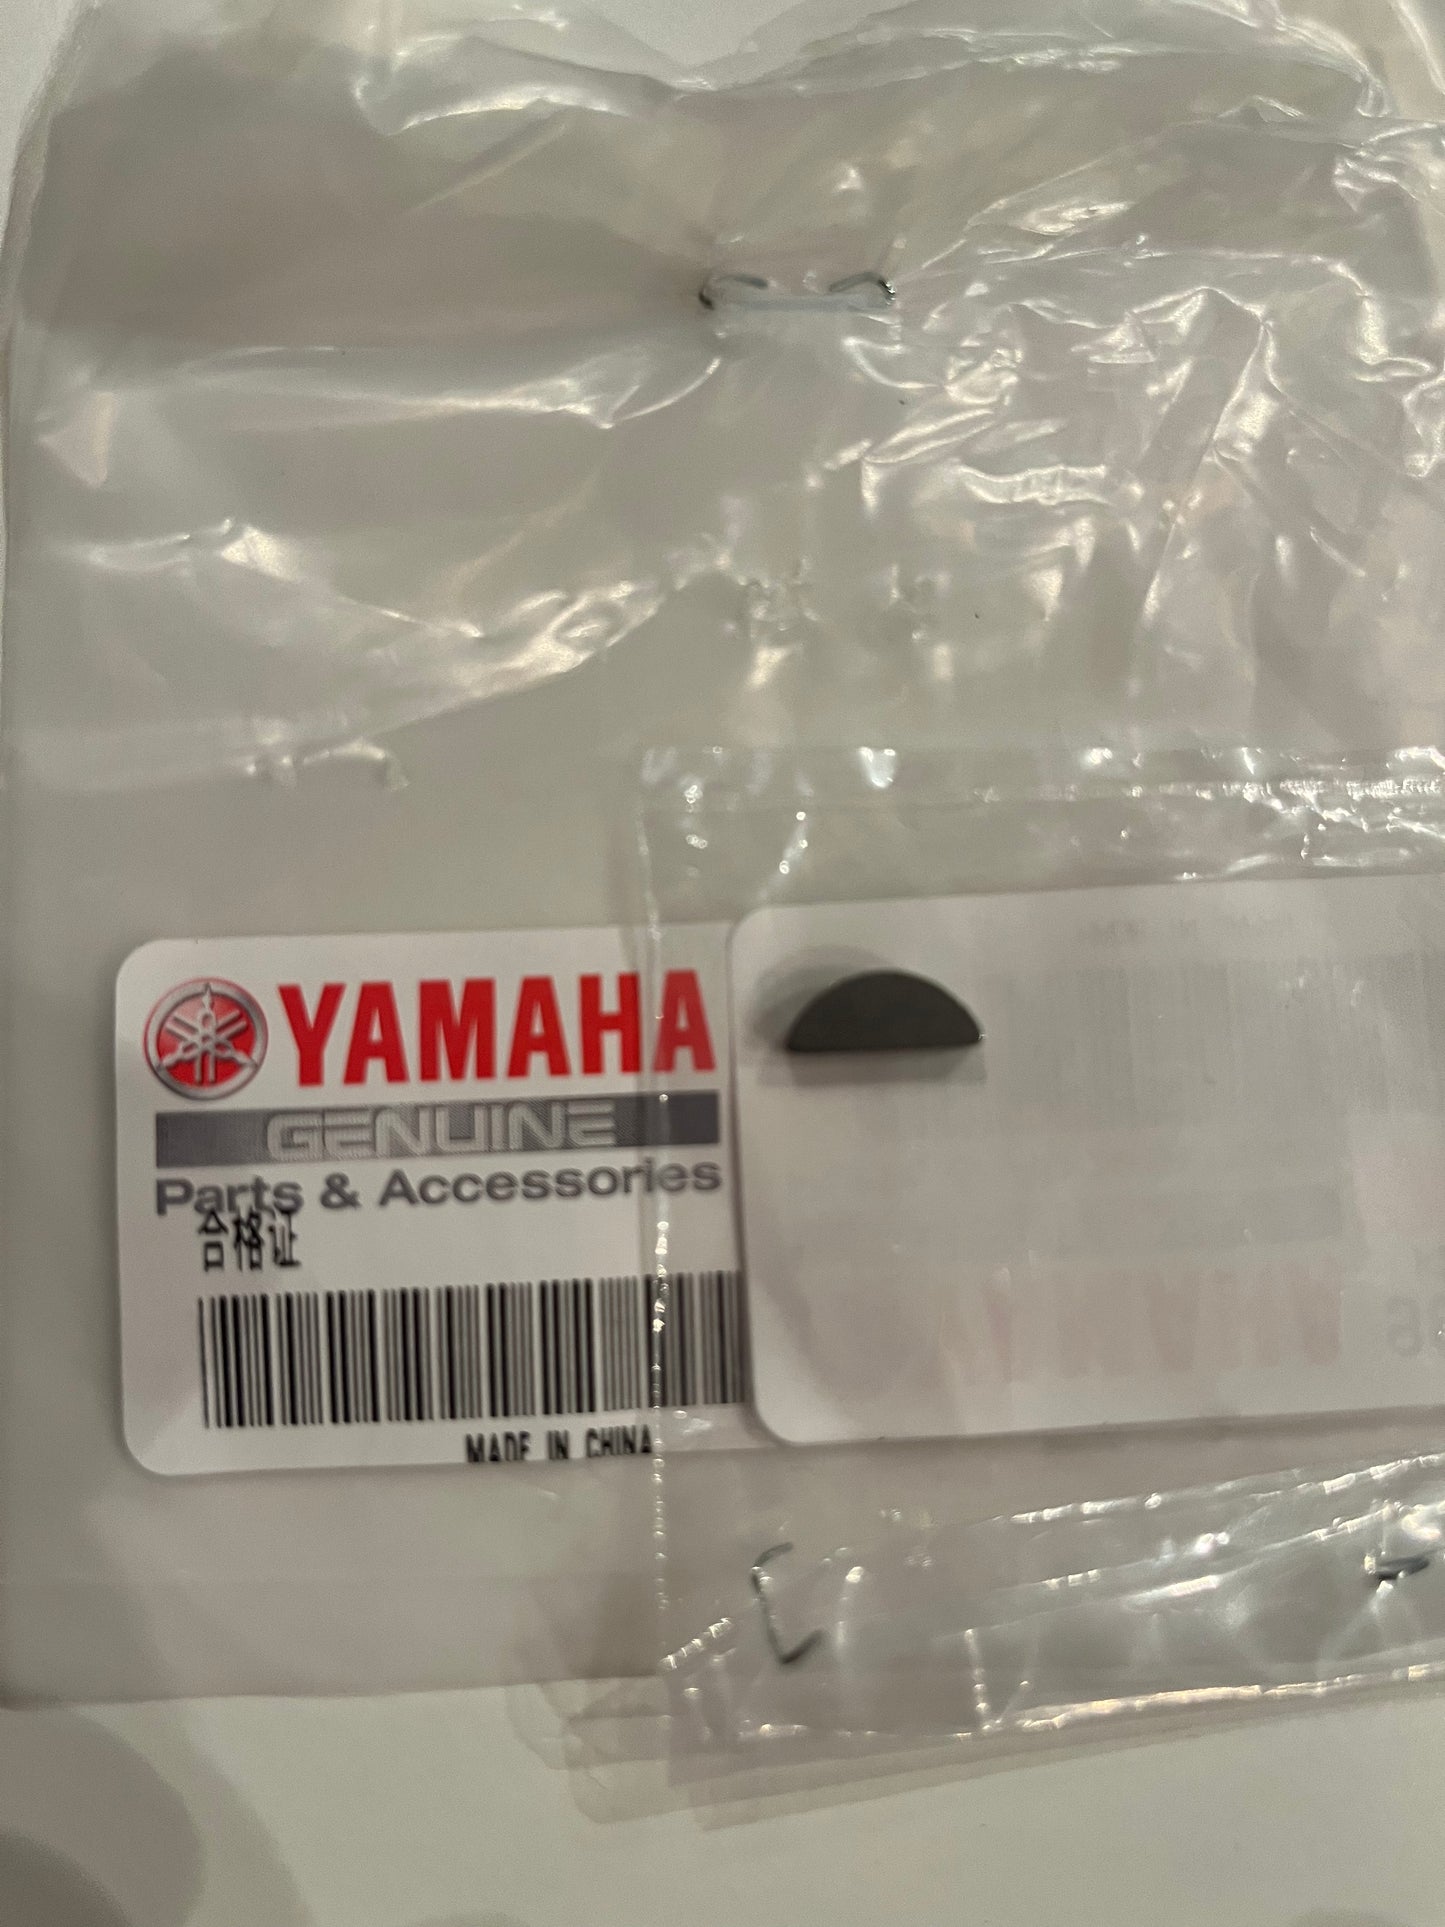 YAMAHA
GENUINE
Parts & Accessories
合格证
MADE IN CHINA